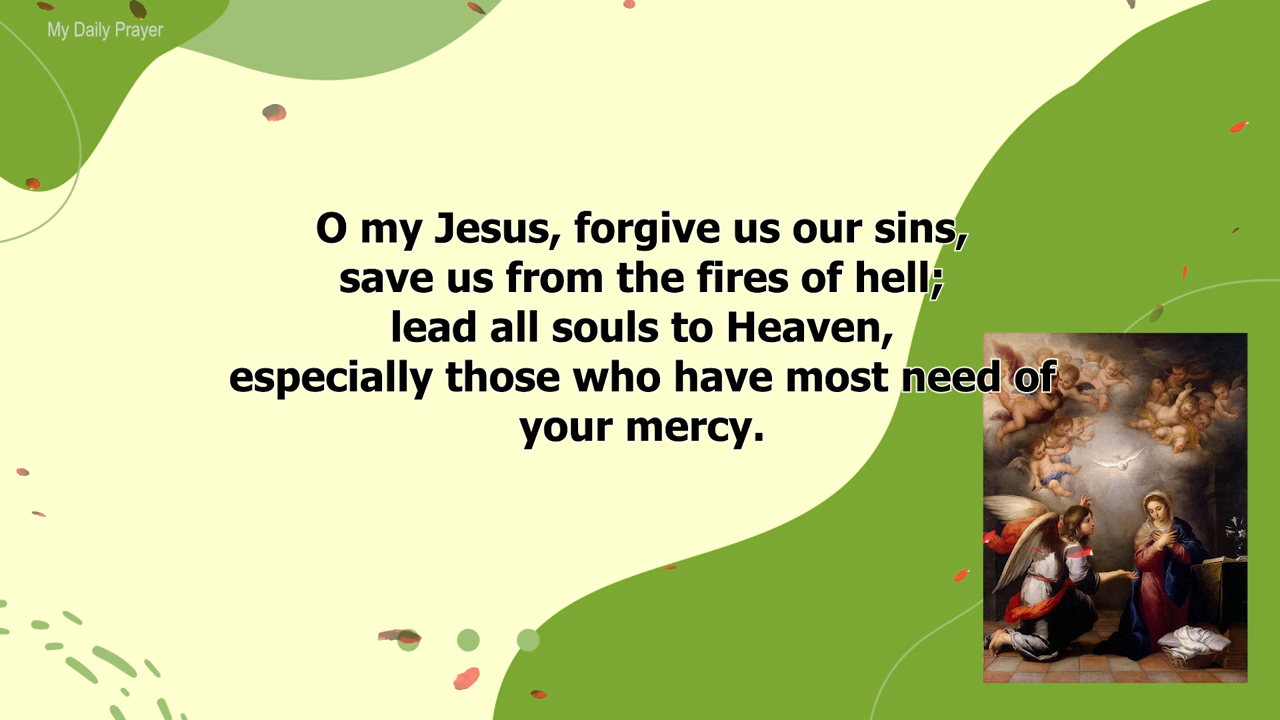 My Daily Prayer
O my Jesus, forgive us our sins,
save us from the fires of hell;
lead all souls to Heaven,
especially those who have most need of
your mercy.